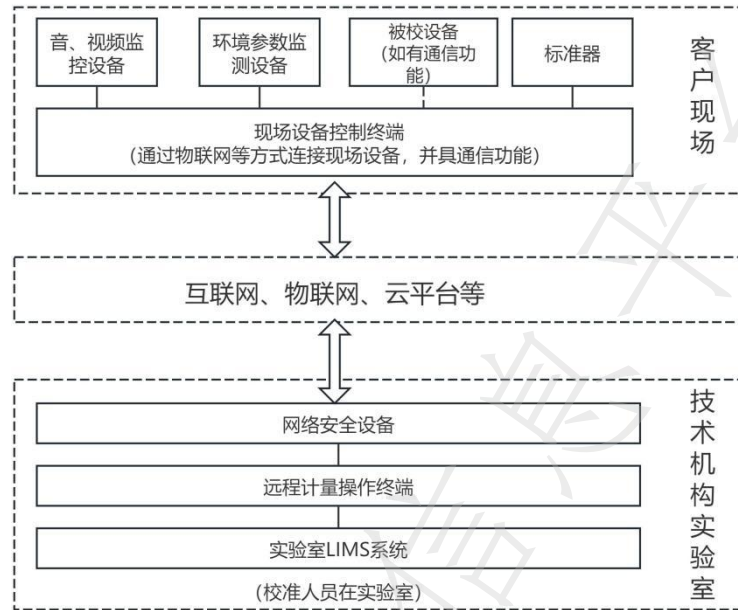 音、视频监
控设备
环境参数监
测设备
被校设备
(如有通信功
能)
标准器
客户现场
现场设备控制终端
(通过物联网等方式连接现场设备，并具通信功能)
互联网、物联网、云平台等
技术机构实验室
网络安全设备
远程计量操作终端
实验室LIMS系统
(校准人员在实验室)
信息平